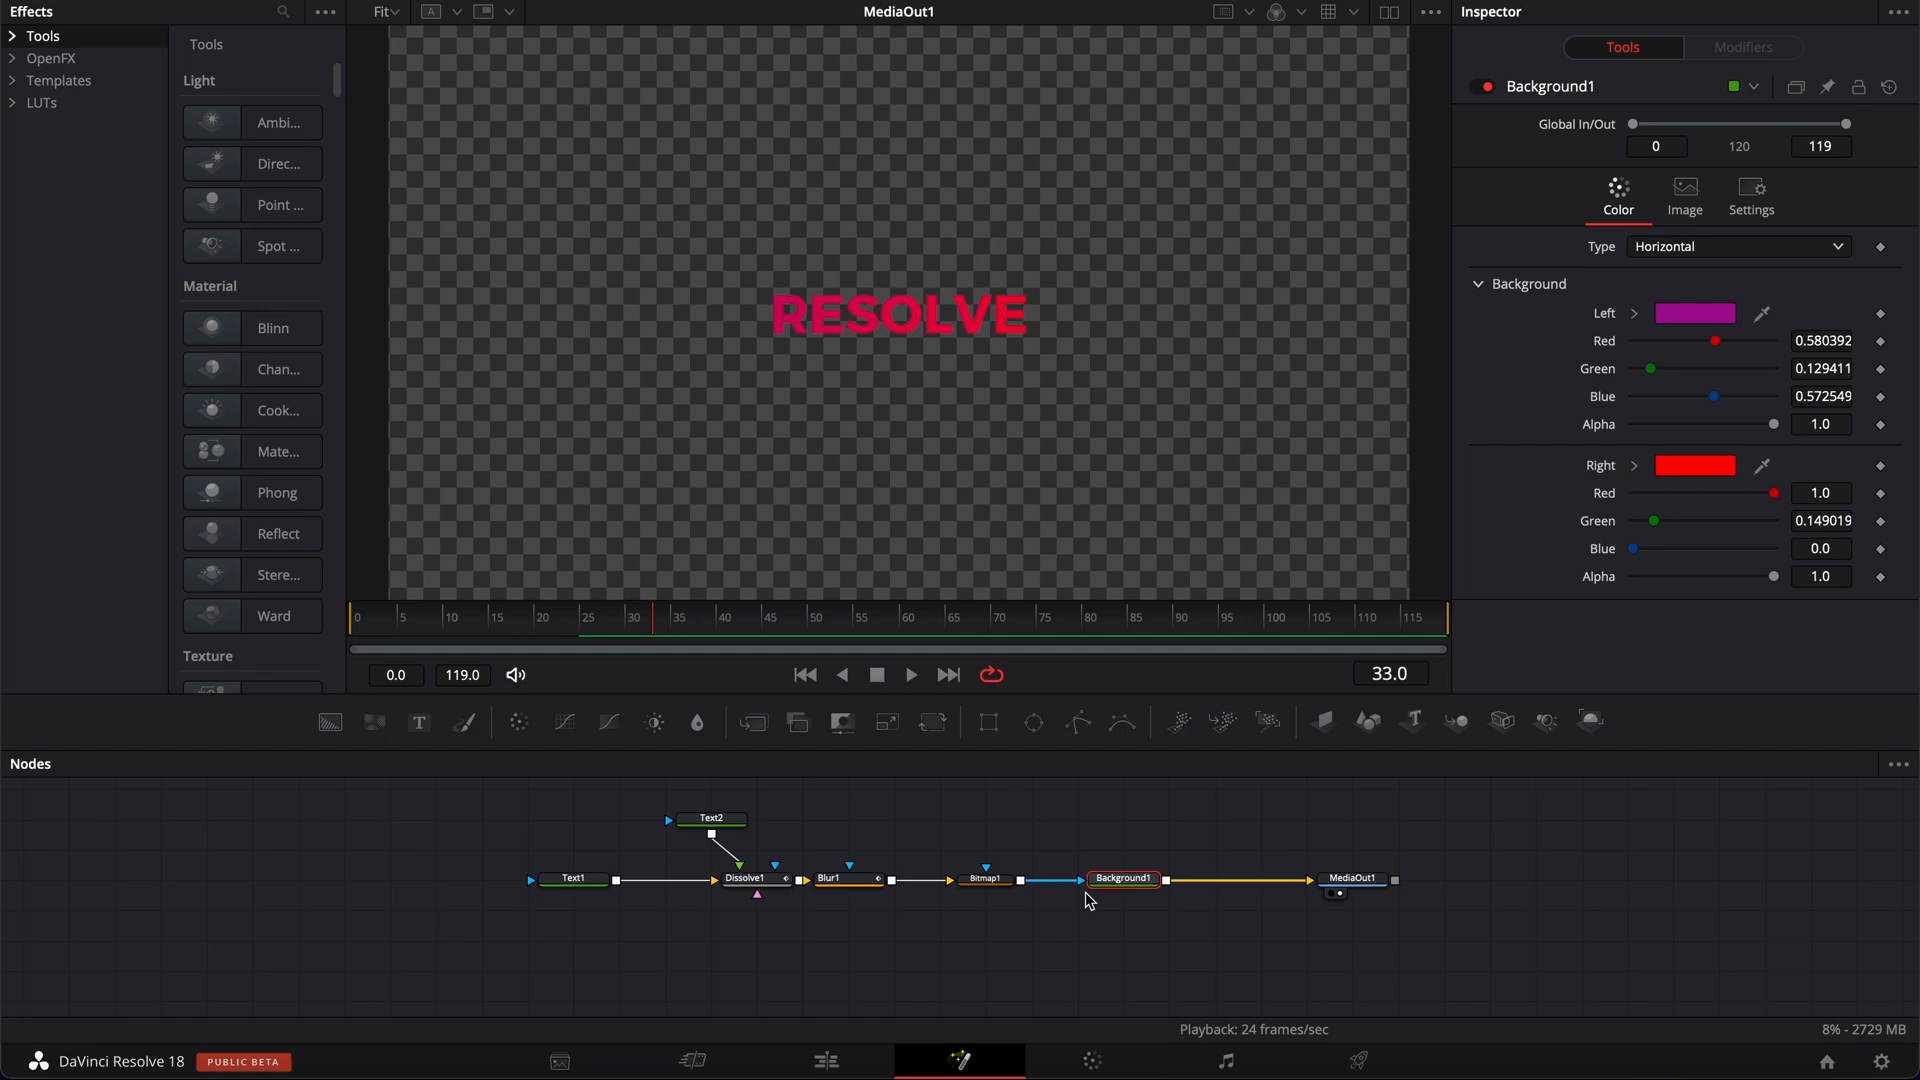 Effects
Fit
A
MediaOut1
Inspector
Tools
OpenFX
Templates
LUTs
Tools
Light
Ambi...
Direc...
Point ...
Spot ...
Material
Blinn
Chan...
Cook...
Mate...
Phong
Reflect
Stere...
Ward
Texture
RESOLVE
Tools
Modifiers
Background1
Global In/Out
0
120
119
Color
Image
Settings
Type
Horizontal
Background
Left
Red
0.580392
Green
0.129411
Blue
0.572549
Alpha
1.0
Right
Red
1.0
Green
0.149019
Blue
0.0
Alpha
1.0
0 5 10 15 20 25 30 35 40 45 50 55 60 65 70 75 80 85 90 95 100 105 110 115
0.0
119.0
33.0
T
Nodes
Text2
Text1
Dissolve1
Blur1
Bitmap1
Background1
MediaOut1
Playback: 24 frames/sec
8% - 2729 MB
DaVinci Resolve 18
PUBLIC BETA